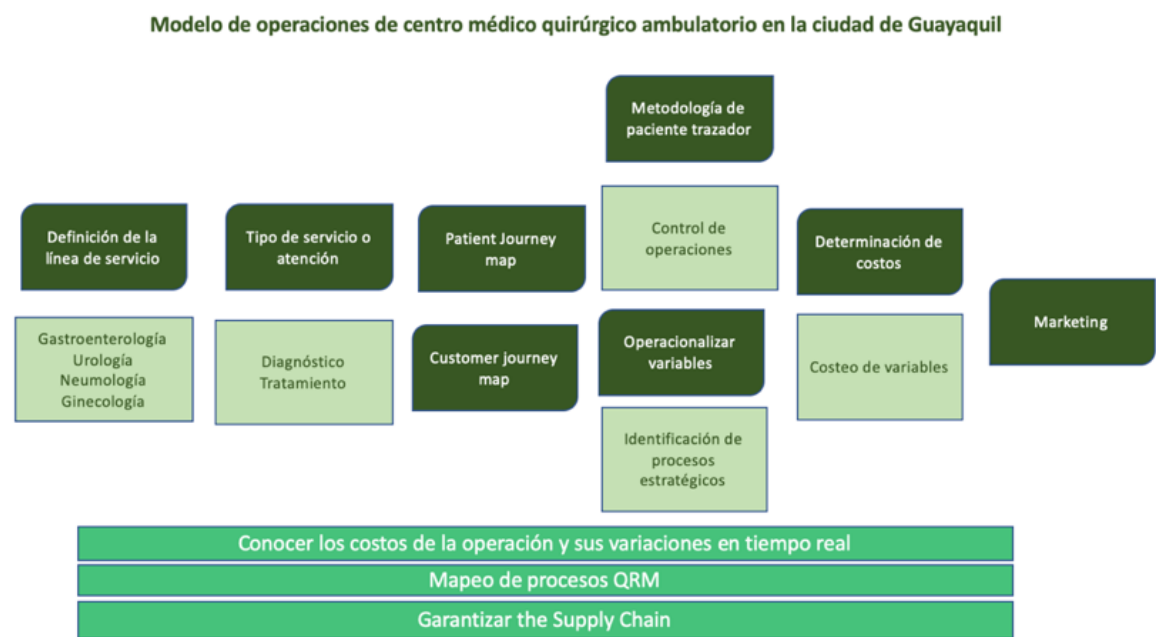 Modelo de operaciones de centro médico quirúrgico ambulatorio en la ciudad de Guayaquil
Definición de la
línea de servicio
Gastroenterología
Urología
Neumología
Ginecología
Tipo de servicio o
atención
Diagnóstico
Tratamiento
Patient Journey
map
Customer journey
map
Metodología de
paciente trazador
Control de
operaciones
Operacionalizar
variables
Identificación de
procesos
estratégicos
Determinación de
costos
Costeo de variables
Marketing
Conocer los costos de la operación y sus variaciones en tiempo real
Mapeo de procesos QRM
Garantizar the Supply Chain